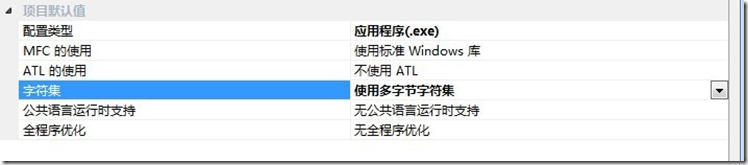 项目默认值
配置类型 应用程序(.exe)
MFC 的使用 使用标准 Windows 库
ATL 的使用 不使用 ATL
字符集 使用多字节字符集
公共语言运行时支持 无公共语言运行时支持
全程序优化 无全程序优化